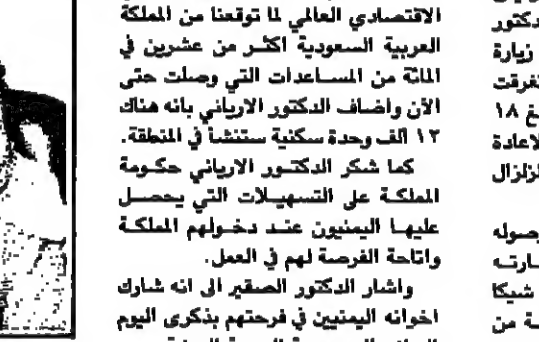 الاقتصادي العالمي لما توقعنا من المملكة
العربية السعودية اكثر من عشرين في
المائة من المساعدات التي وصلت حتى
الآن واضاف الدكتور الارياني بانه هناك
١٢ الف وحدة سكنية ستنشأ في المنطقة.
كما شكر الدكتور الارياني حكومة
المملكة على التسهيلات التي يحصل
عليها اليمنيون عند دخولهم المملكة
واتاحة الفرصة لهم في العمل.
واشار الدكتور الصقير الى انه شارك
اخوانه اليمنيين في فرحتهم بذكرى اليوم
دكتور
زيارة
غ ١٨
لاعادة
لزلزال
صوله
ارته
شيكا
ة من